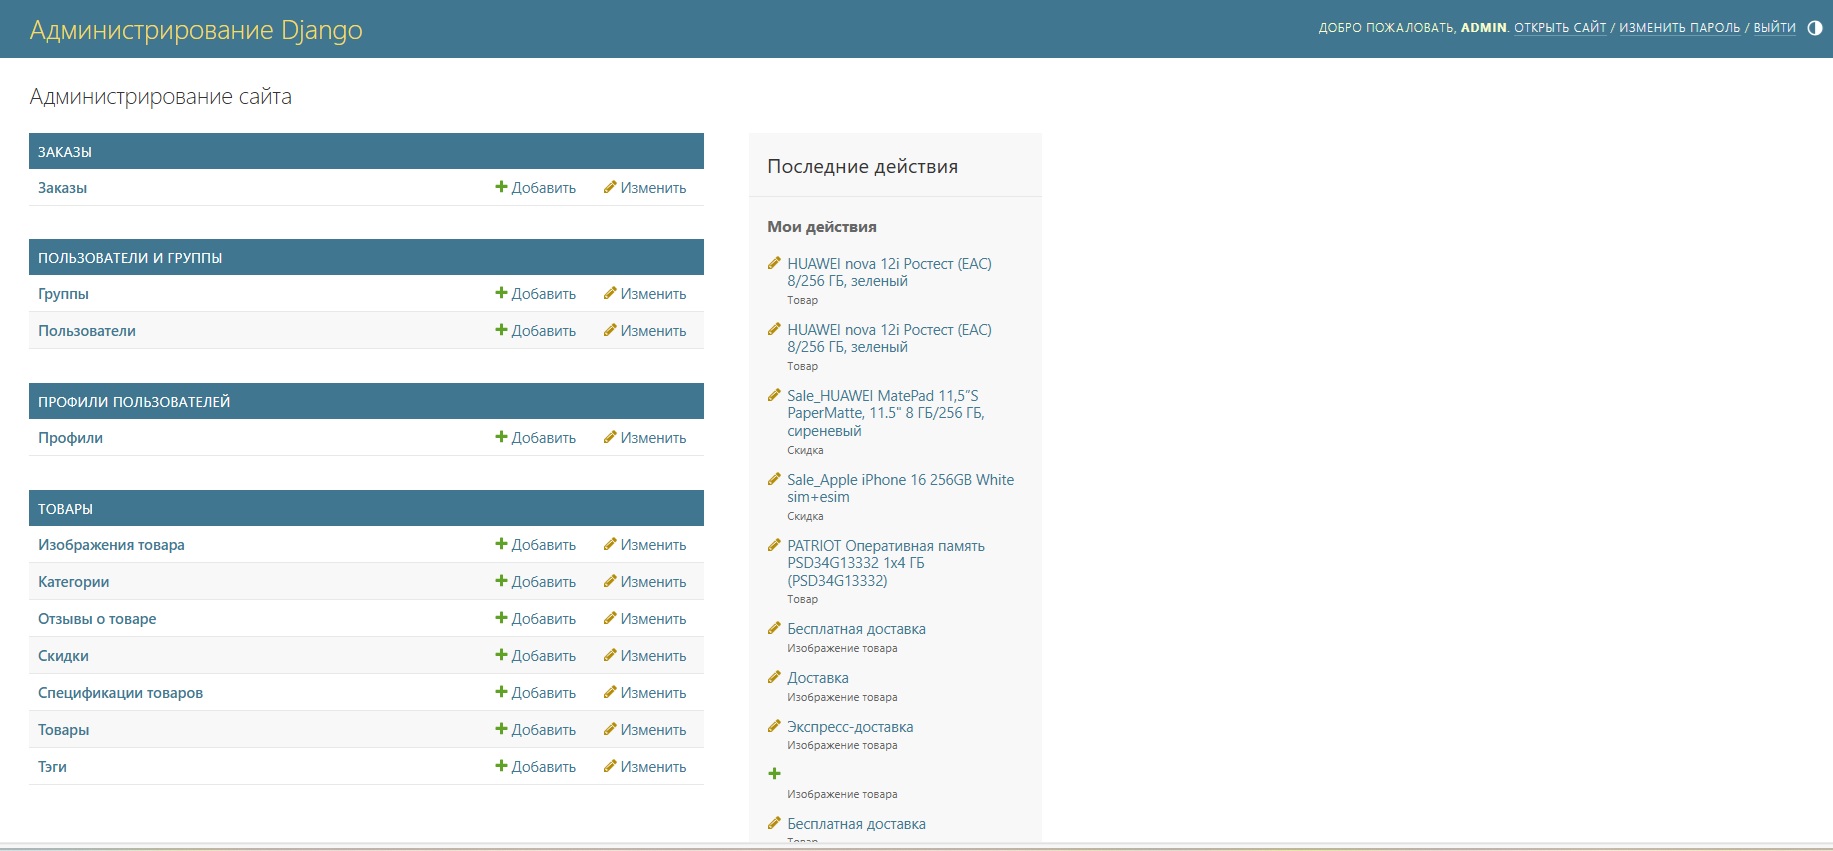 Администрирование Django
ДОБРО ПОЖАЛОВАТЬ, ADMIN. ОТКРЫТЬ САЙТ / ИЗМЕНИТЬ ПАРОЛЬ / ВЫЙТИ
Администрирование сайта
ЗАКАЗЫ
Заказы Добавить Изменить
ПОЛЬЗОВАТЕЛИ И ГРУППЫ
Группы Добавить Изменить
Пользователи Добавить Изменить
ПРОФИЛИ ПОЛЬЗОВАТЕЛЕЙ
Профили Добавить Изменить
ТОВАРЫ
Изображения товара Добавить Изменить
Категории Добавить Изменить
Отзывы о товаре Добавить Изменить
Скидки Добавить Изменить
Спецификации товаров Добавить Изменить
Товары Добавить Изменить
Тэги Добавить Изменить
Последние действия
Мои действия
HUAWEI nova 12i Ростест (EAC)
8/256 ГБ, зеленый
Товар
HUAWEI nova 12i Ростест (EAC)
8/256 ГБ, зеленый
Товар
Sale_HUAWEI MatePad 11,5”S
PaperMatte, 11.5" 8 ГБ/256 ГБ,
сиреневый
Скидка
Sale_Apple iPhone 16 256GB White
sim+esim
Скидка
PATRIOT Оперативная память
PSD34G13332 1x4 ГБ
(PSD34G13332)
Товар
Бесплатная доставка
Изображение товара
Доставка
Изображение товара
Экспресс-доставка
Изображение товара
Изображение товара
Бесплатная доставка
Товар